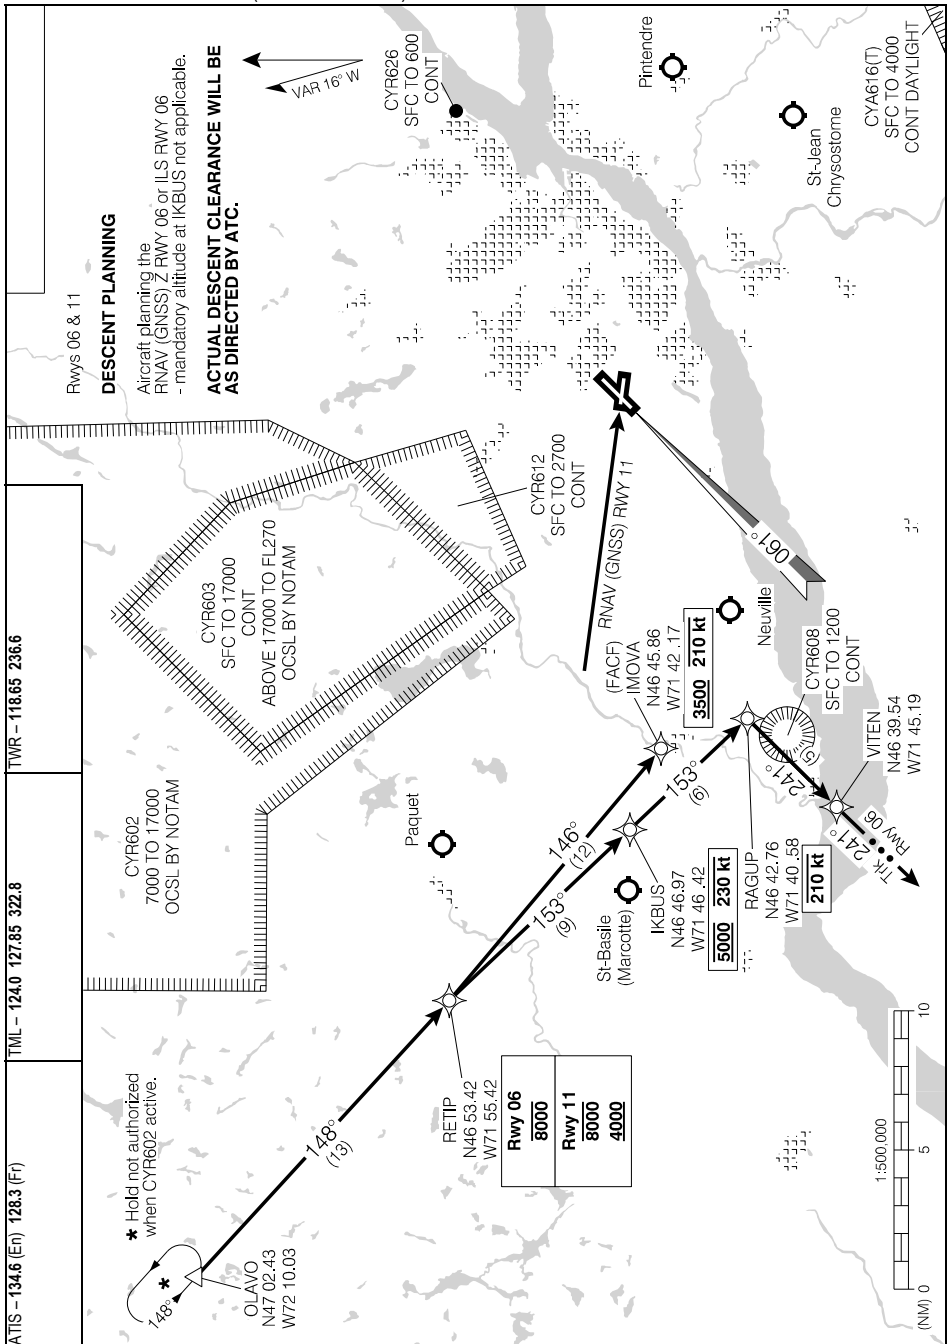 ATIS – 134.6 (En) 128.3 (Fr)
TML – 124.0 127.85 322.8
TWR – 118.65 236.6
Rwys 06 & 11
DESCENT PLANNING
Aircraft planning the
RNAV (GNSS) Z RWY 06 or ILS RWY 06
- mandatory altitude at IKBUS not applicable.
ACTUAL DESCENT CLEARANCE WILL BE
AS DIRECTED BY ATC.
VAR 16° W
* Hold not authorized
when CYR602 active.
148°
*
OLAVO
N47 02.43
W72 10.03
148°
(13)
CYR602
7000 TO 17000
OCSL BY NOTAM
CYR603
SFC TO 17000
CONT
ABOVE 17000 TO FL270
OCSL BY NOTAM
CYR612
SFC TO 2700
CONT
CYR626
SFC TO 600
CONT
Pintendre
St-Jean
Chrysostome
CYA616(T)
SFC TO 4000
CONT DAYLIGHT
RETIP
N46 53.42
W71 55.42
Rwy 06
8000
Rwy 11
8000
4000
Paquet
146°
(12)
153°
(9)
St-Basile
(Marcotte)
IKBUS
N46 46.97
W71 46.42
5000 230 kt
(FACF)
IMOVA
N46 45.86
W71 42.17
3500 210 kt
RNAV (GNSS) RWY 11
061°
Neuville
153°
(6)
RAGUP
N46 42.76
W71 40.58
210 kt
CYR608
SFC TO 1200
CONT
241°
(5)
VITEN
N46 39.54
W71 45.19
241°
Trk
Rwy 06
1:500,000
(NM) 0
5
10